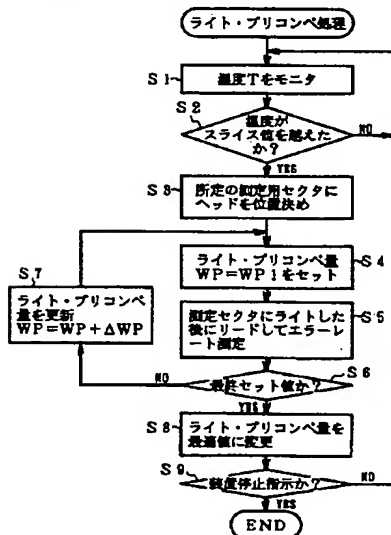 ライト・プリコンペ処理
S1
温度Tをモニタ
S2
温度が
スライス値を越えた
か?
NO
YES
S3
所定の測定用セクタに
ヘッドを位置決め
S7
ライト・プリコンペ
量を更新
WP=WP+ΔWP
ライト・プリコンペ量
WP=WP1をセット
S4
測定セクタにライトした
後にリードしてエラーレ
ート測定
S5
最終セット値か?
S6
NO
YES
S8
ライト・プリコンペ量を
最適値に変更
S9
装置停止指示か?
NO
YES
END